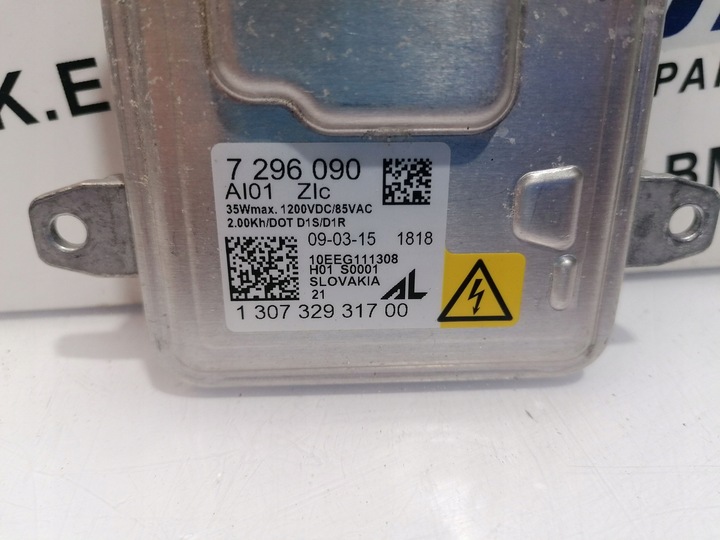 K.E
PAR
BM
7 296 090
AI01 ZIc
35Wmax. 1200VDC/85VAC
2.00Kh/DOT D1S/D1R
09-03-15 1818
10EEG111308
H01 S0001
SLOVAKIA
21 AL
1 307 329 317 00